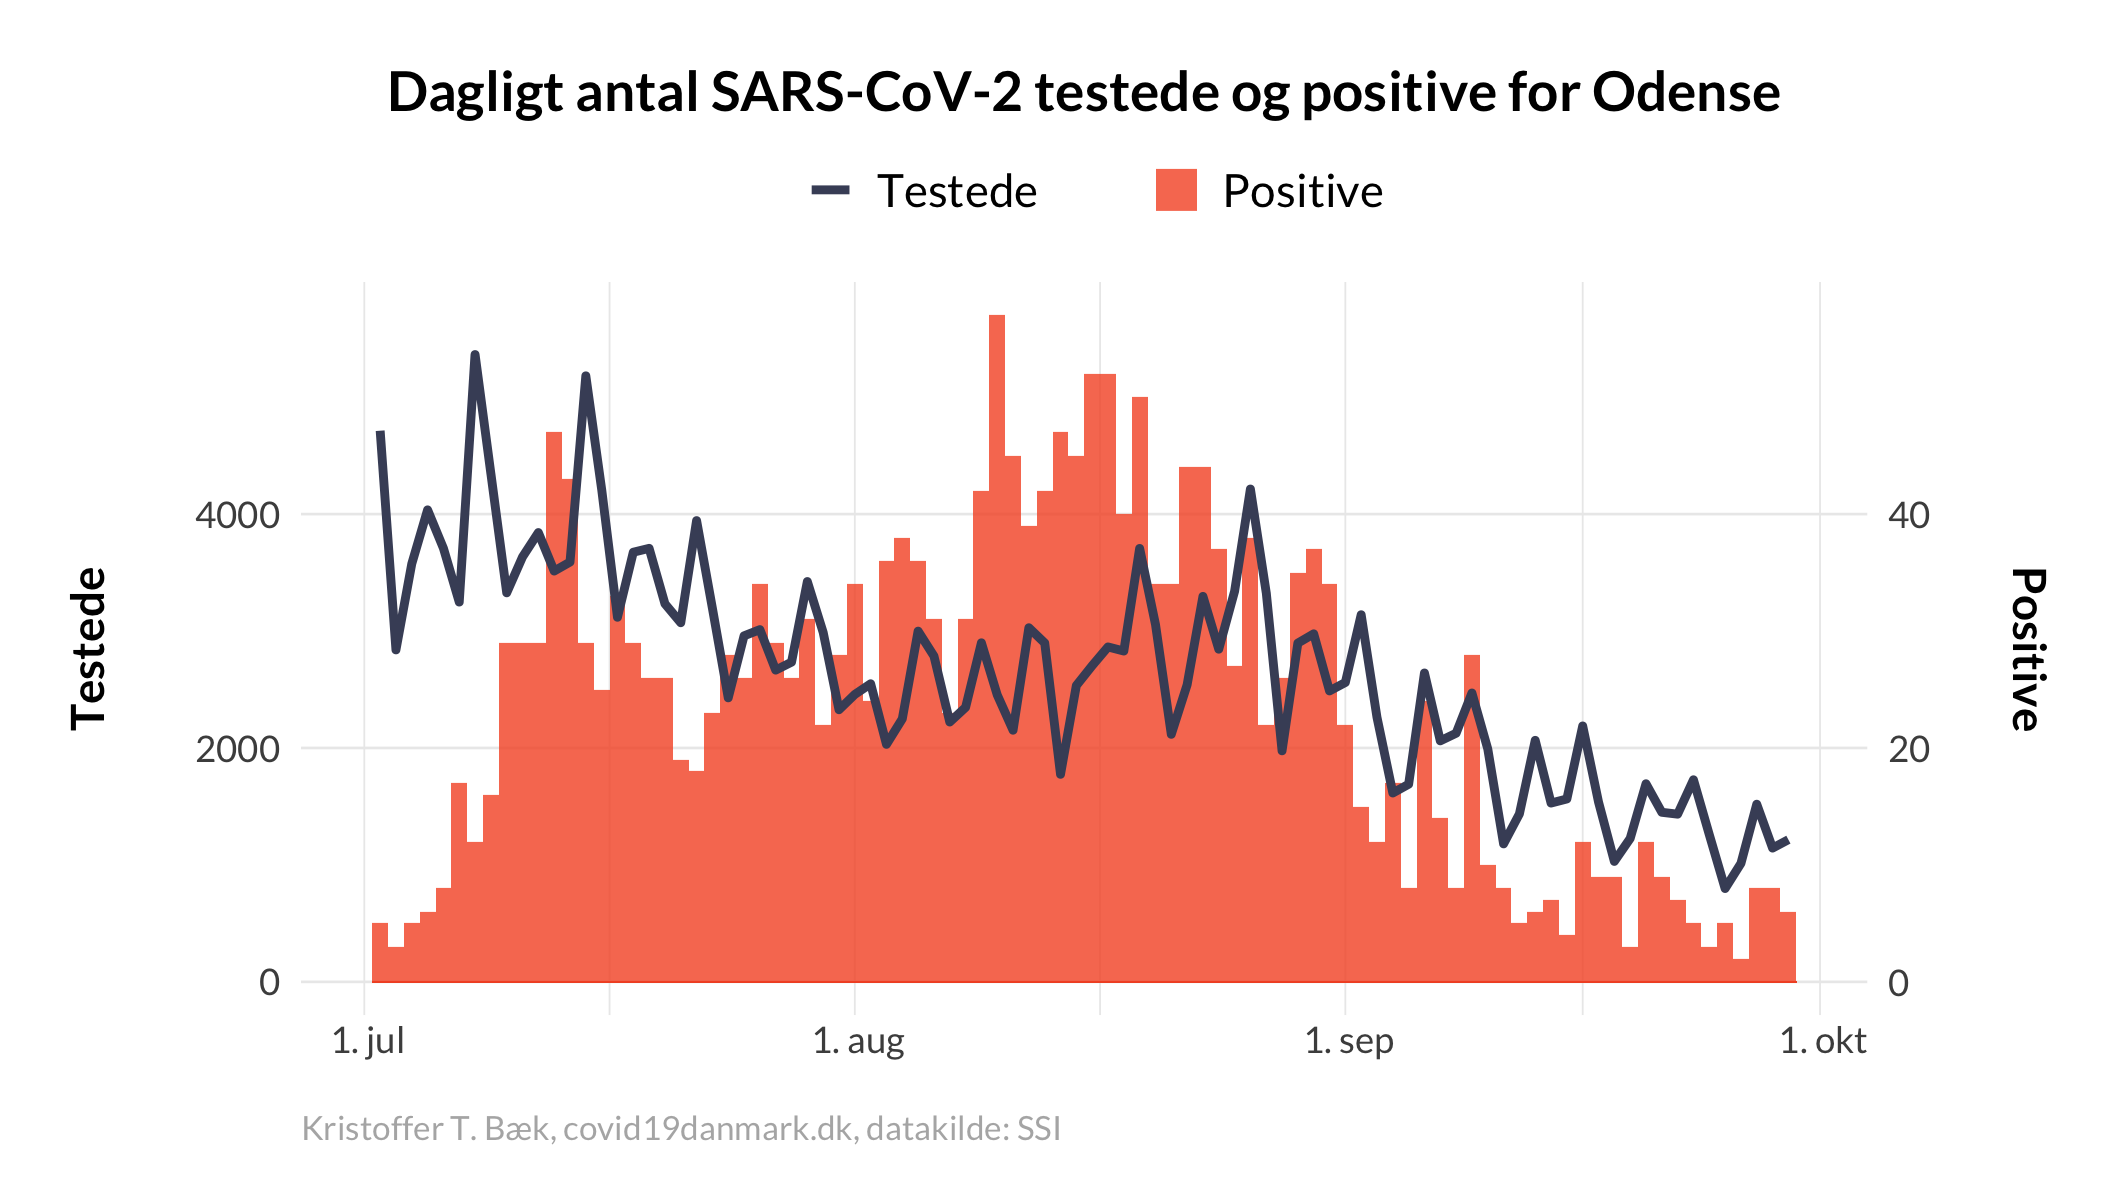 Dagligt antal SARS-CoV-2 testede og positive for Odense
Testede Positive
4000
2000
0
Testede
40
20
0
Positive
1. jul 1. aug 1. sep 1. okt
Kristoffer T. Bæk, covid19danmark.dk, datakilde: SSI